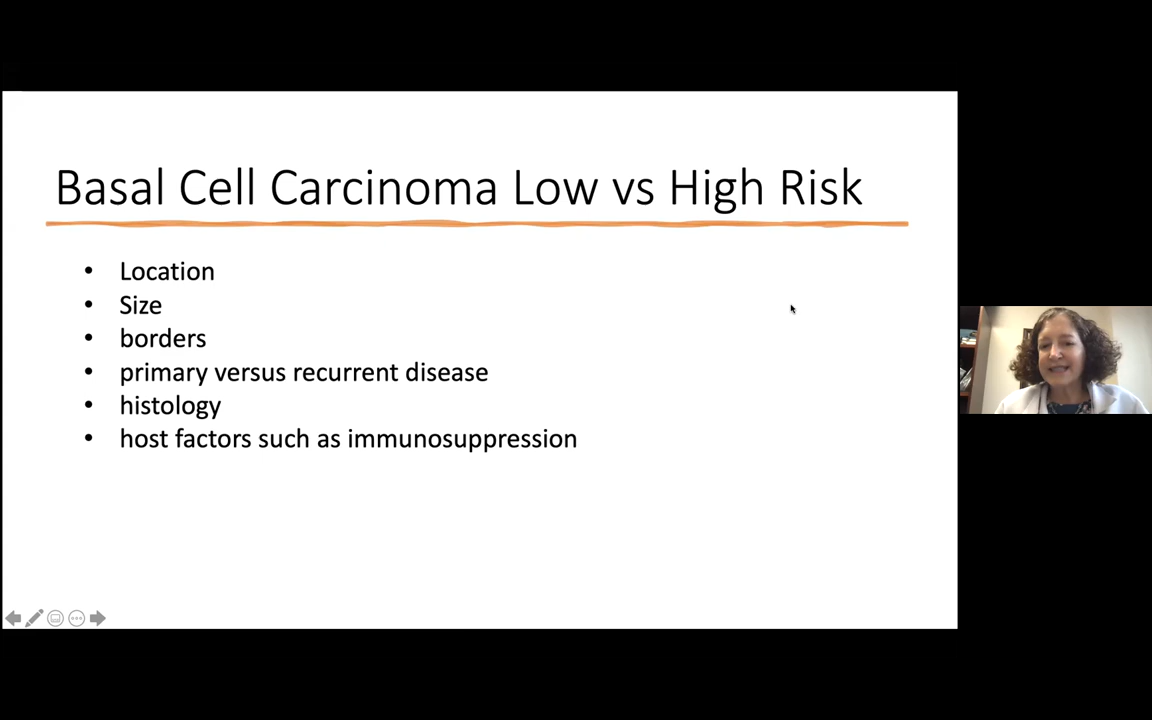 Basal Cell Carcinoma Low vs High Risk
• Location
• Size
• borders
• primary versus recurrent disease
• histology
• host factors such as immunosuppression